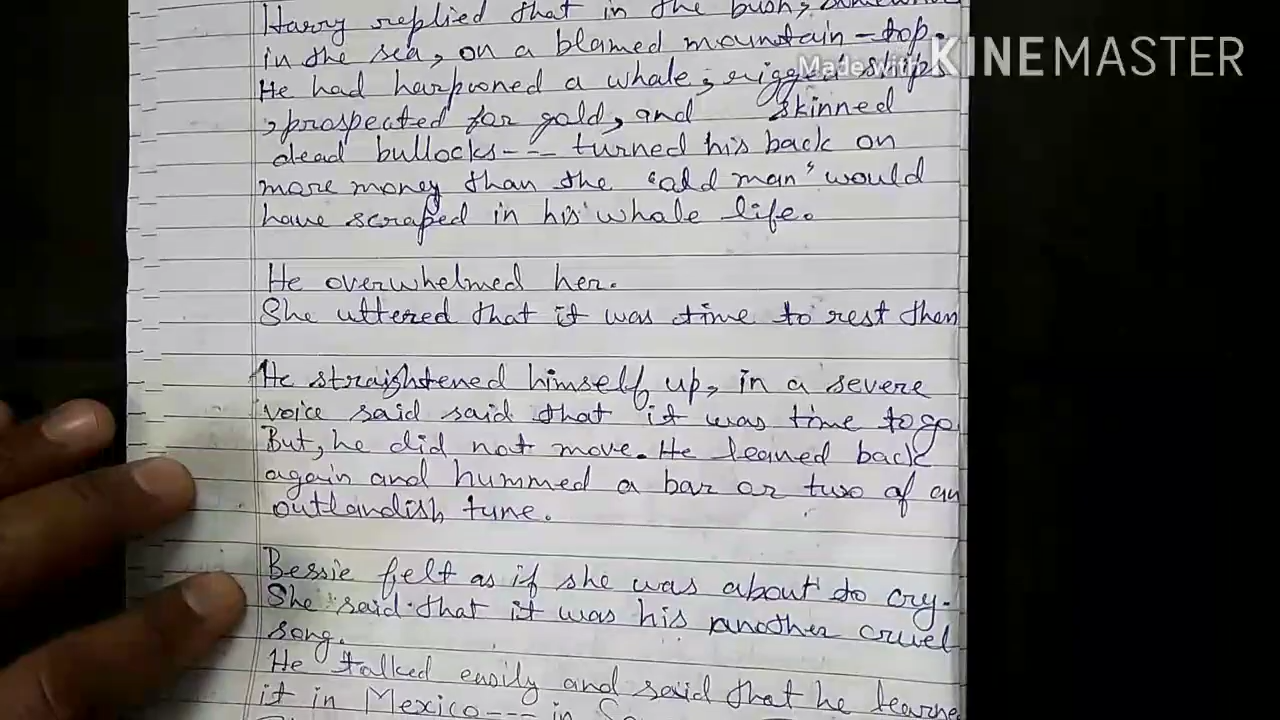 Harry replied that in the bush,
in the sea, on a blamed mountain-top.
Made with KINEMASTER
He had harpooned a whale, rigged ships
, prospected for gold, and skinned
dead bullocks--- turned his back on
more money than the "old man" would
have scraped in his whole life.
He overwhelmed her.
She uttered that it was time to rest then
He straightened himself up, in a severe
voice said said that it was time to go
But, he did not move. He leaned back
again and hummed a bar or two of an
outlandish tune.
Bessie felt as if she was about to cry.
She said that it was his another cruel
song.
He talked easily and said that he learne
it in Mexico--- in